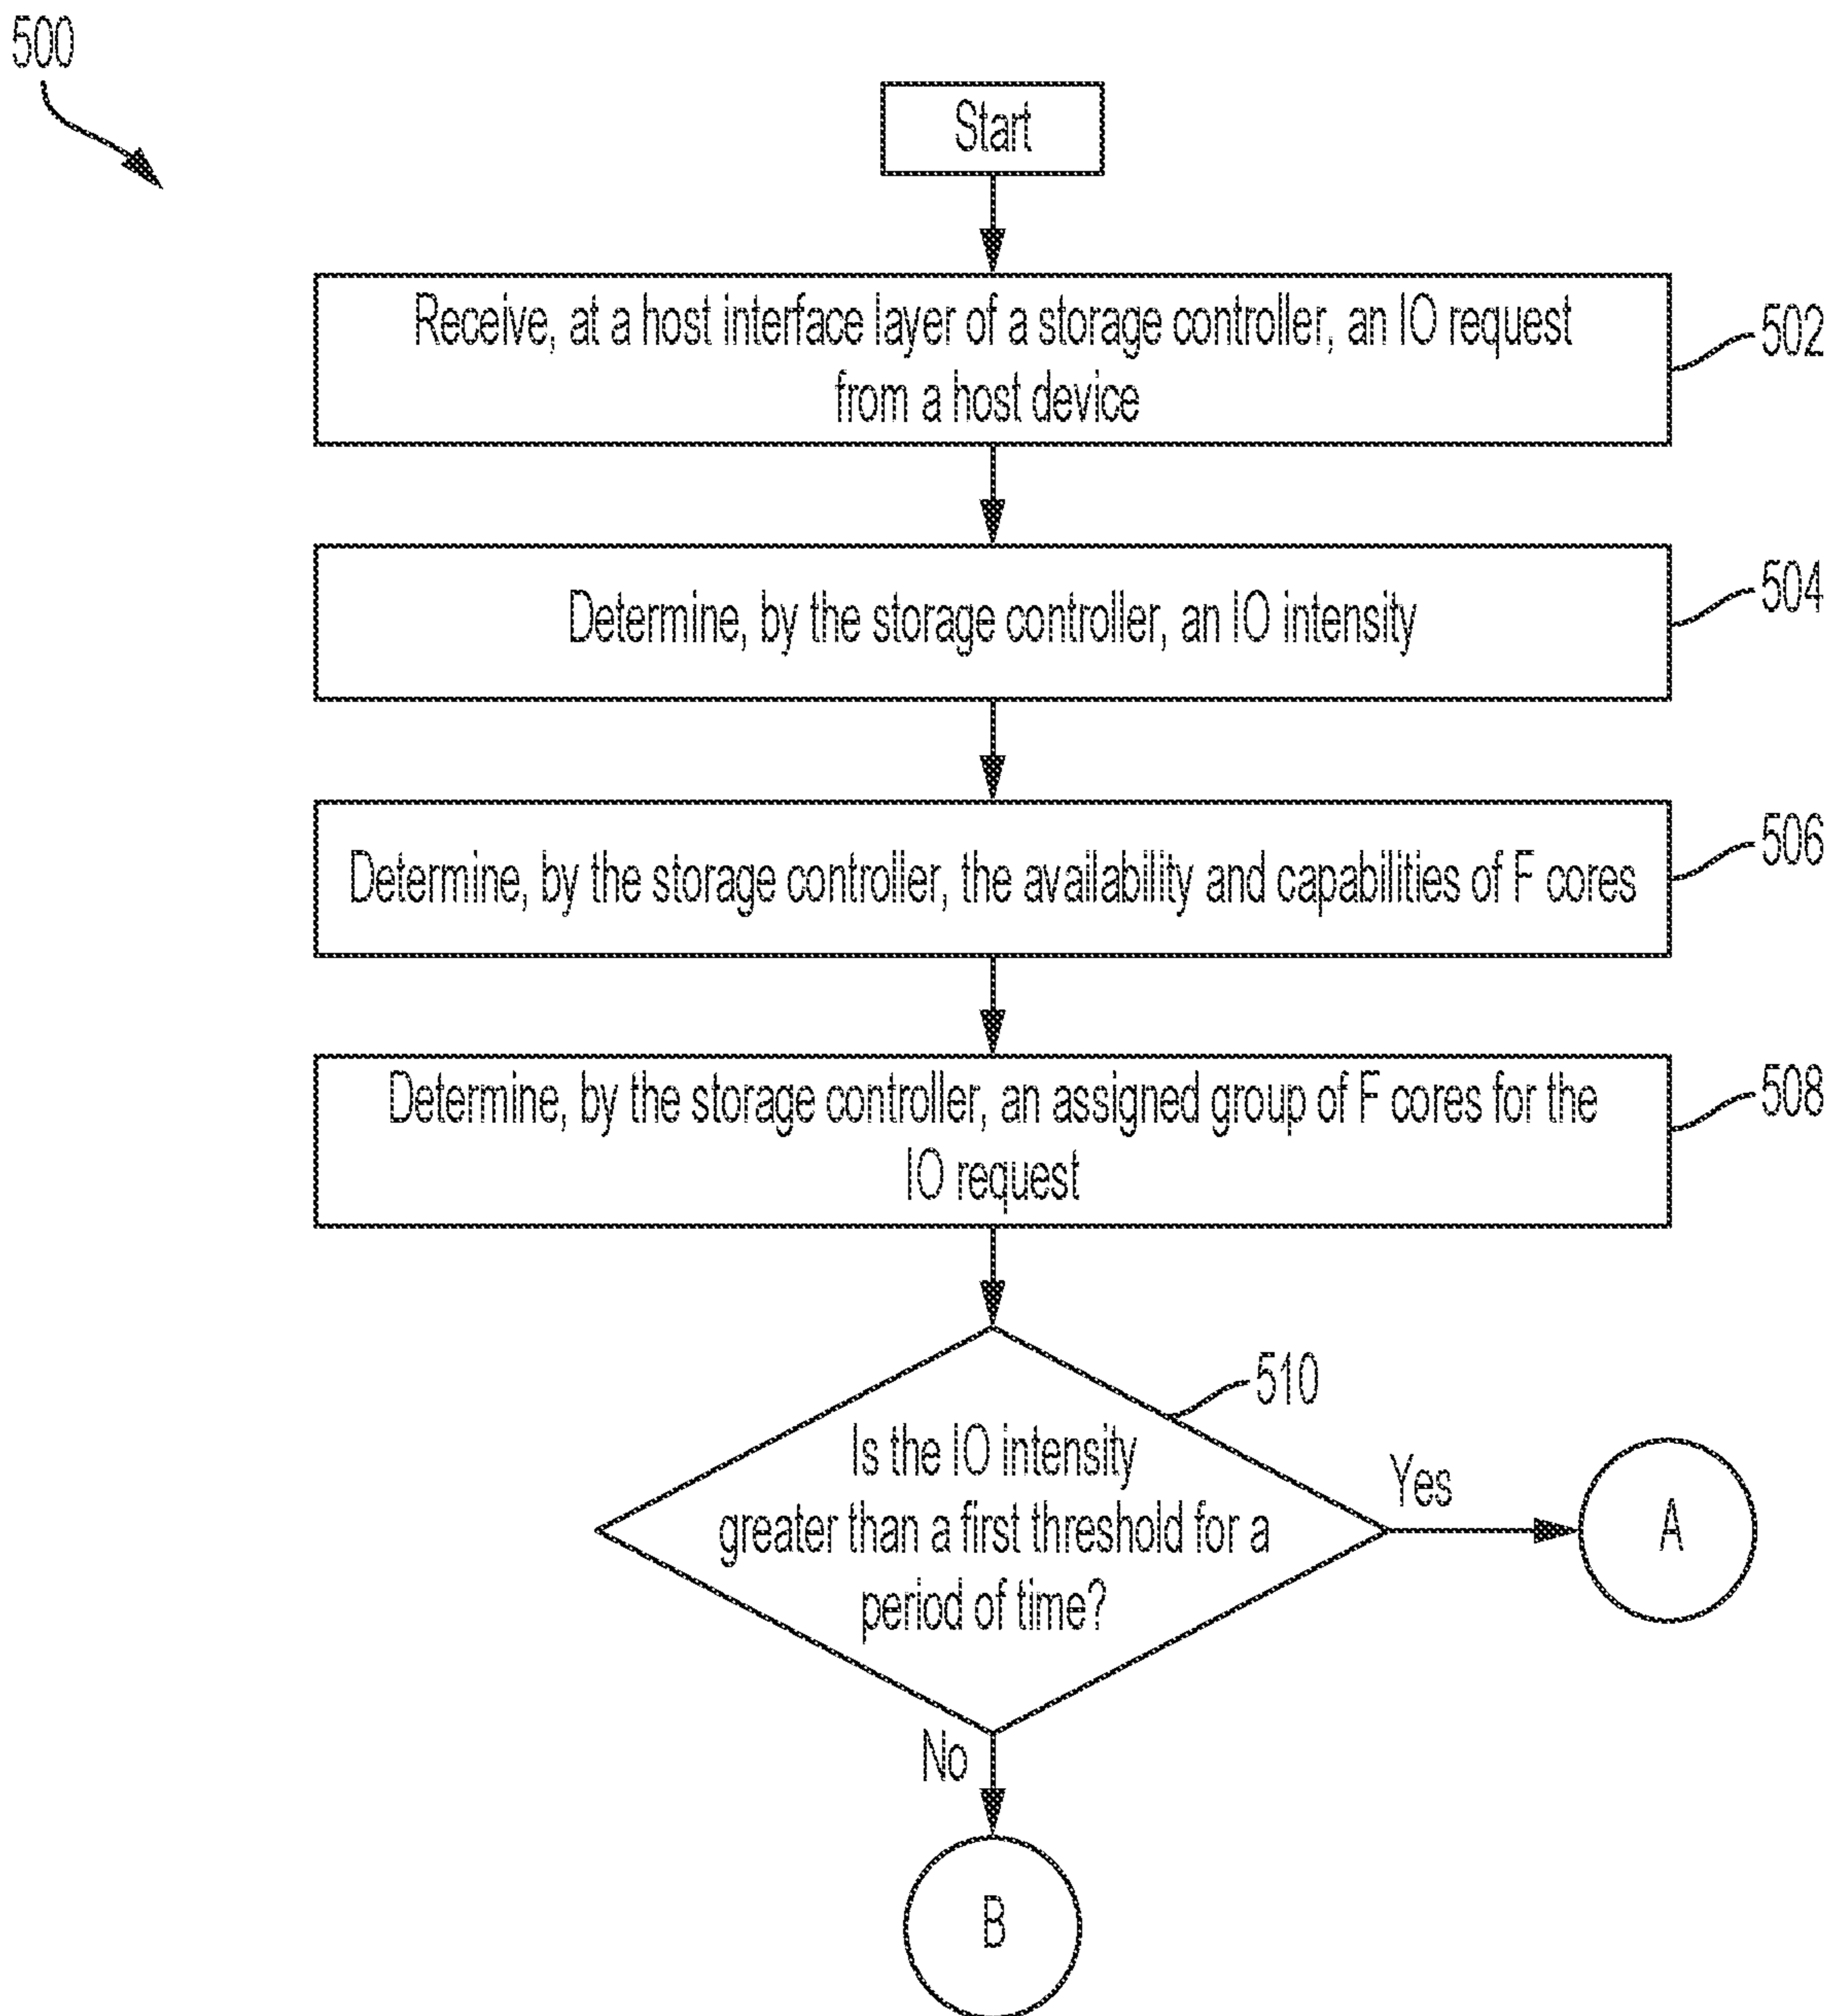 500
Start
Receive, at a host interface layer of a storage controller, an IO request
from a host device
502
Determine, by the storage controller, an IO intensity
504
Determine, by the storage controller, the availability and capabilities of F cores
506
Determine, by the storage controller, an assigned group of F cores for the
IO request
508
510
Is the IO intensity
greater than a first threshold for a
period of time?
Yes
A
No
B